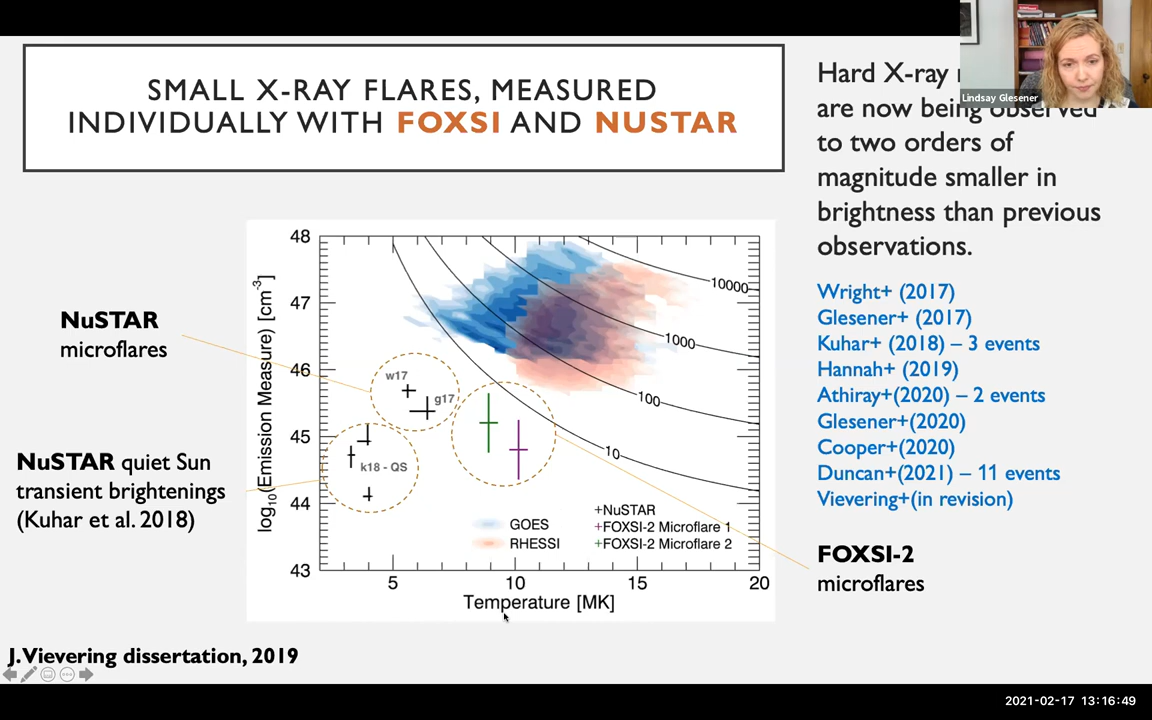 SMALL X-RAY FLARES, MEASURED
INDIVIDUALLY WITH FOXSI AND NUSTAR
Hard X-ray
are now being observed
to two orders of
magnitude smaller in
brightness than previous
observations.
Lindsay Glesener
Wright+ (2017)
Glesener+ (2017)
Kuhar+ (2018) – 3 events
Hannah+ (2019)
Athiray+(2020) – 2 events
Glesener+(2020)
Cooper+(2020)
Duncan+(2021) – 11 events
Vievering+(in revision)
FOXSI-2
microflares
NuSTAR
microflares
NuSTAR quiet Sun
transient brightenings
(Kuhar et al. 2018)
log10(Emission Measure) [cm-3]
48
47
46
45
44
43
10000
1000
100
10
w17
g17
k18 - QS
GOES
RHESSI
+NuSTAR
+FOXSI-2 Microflare 1
+FOXSI-2 Microflare 2
5 10 15 20
Temperature [MK]
J. Vievering dissertation, 2019
2021-02-17 13:16:49